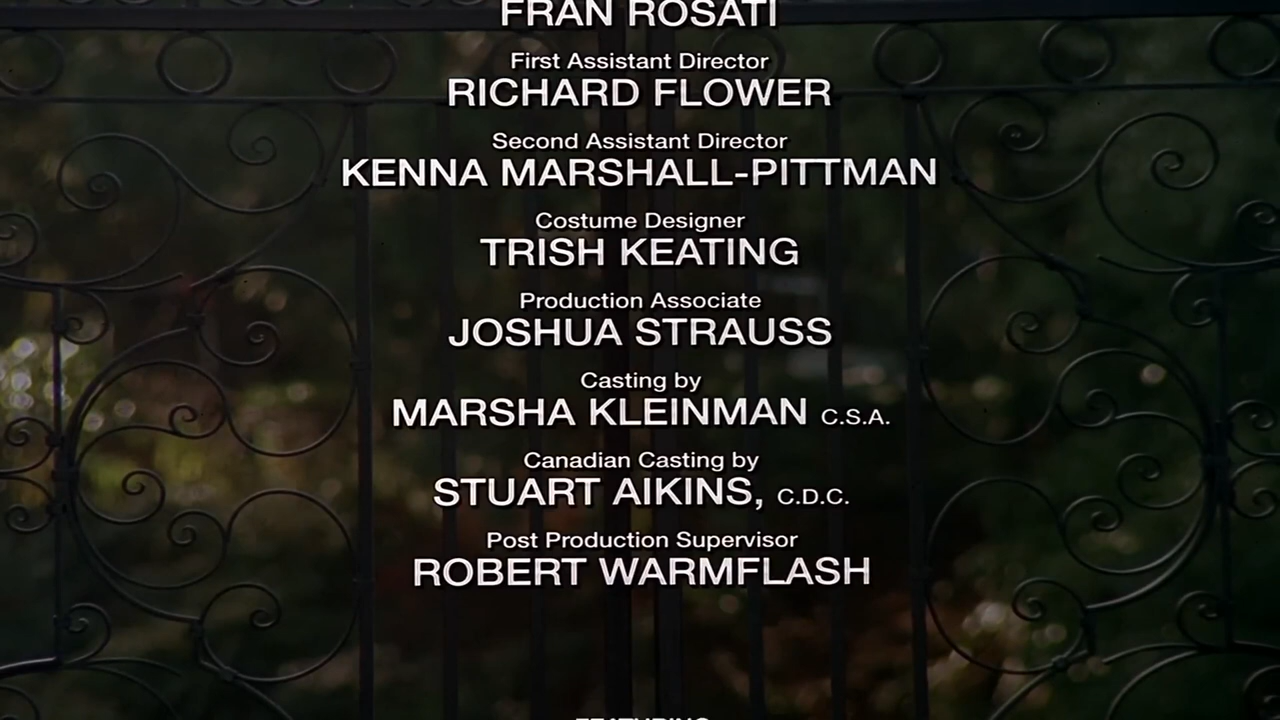 FRAN ROSATI
First Assistant Director
RICHARD FLOWER
Second Assistant Director
KENNA MARSHALL-PITTMAN
Costume Designer
TRISH KEATING
Production Associate
JOSHUA STRAUSS
Casting by
MARSHA KLEINMAN C.S.A.
Canadian Casting by
STUART AIKINS, C.D.C.
Post Production Supervisor
ROBERT WARMFLASH
FEATURING